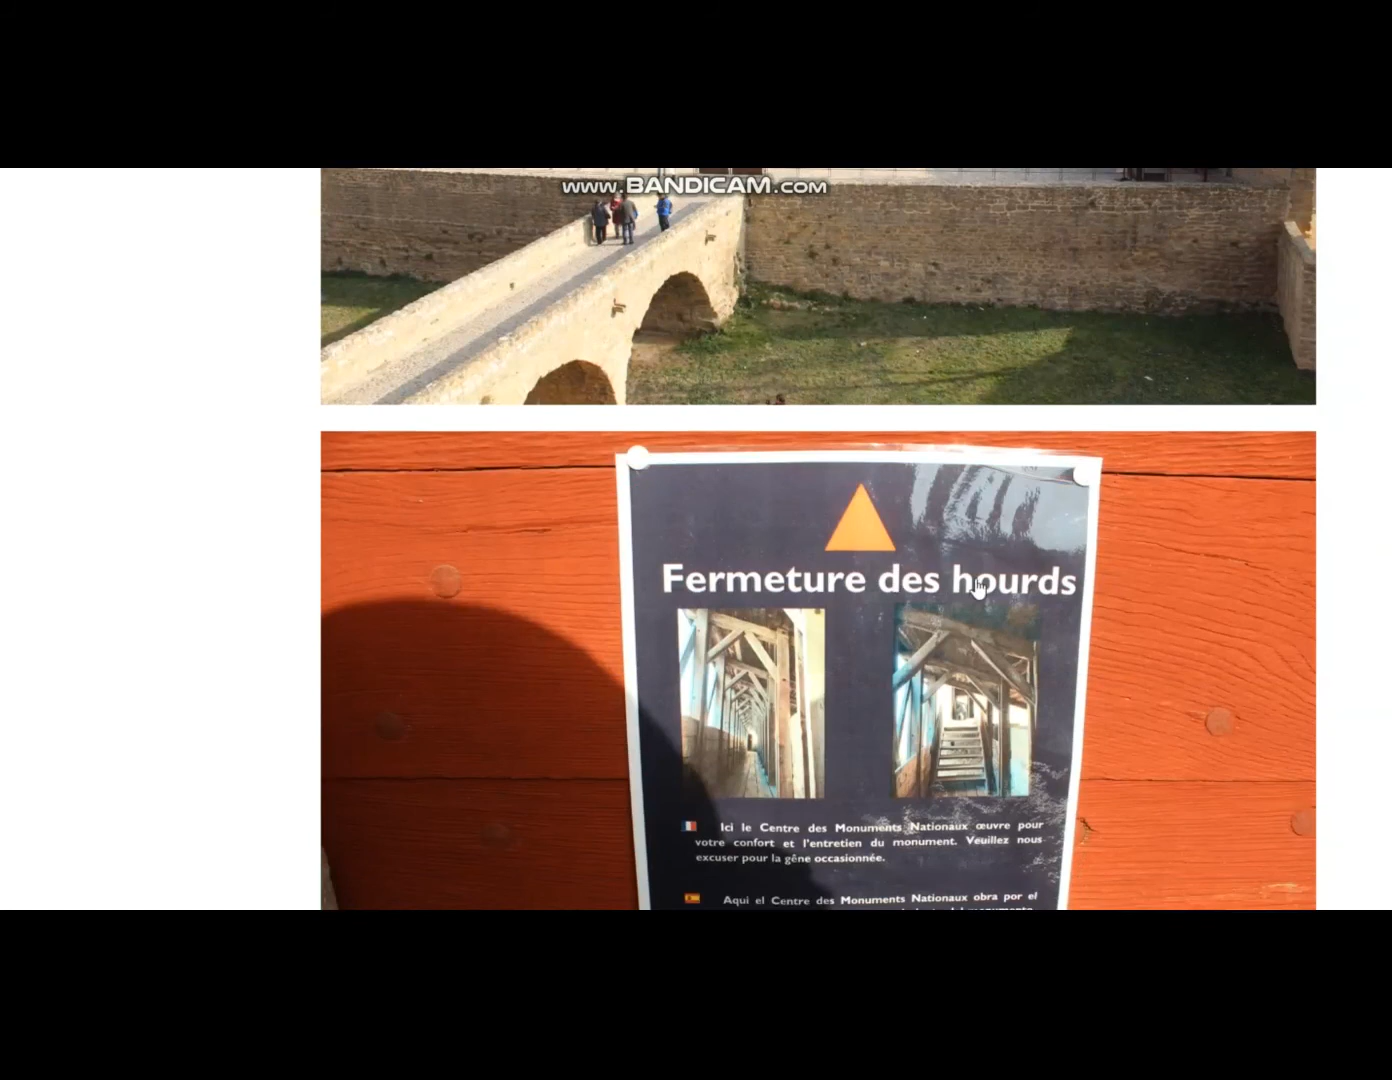 www.BANDICAM.com
Fermeture des hourds
Ici le Centre des Monuments Nationaux œuvre pour
votre confort et l'entretien du monument. Veuillez nous
excuser pour la gêne occasionnée.
Aqui el Centre des Monuments Nationaux obra por el